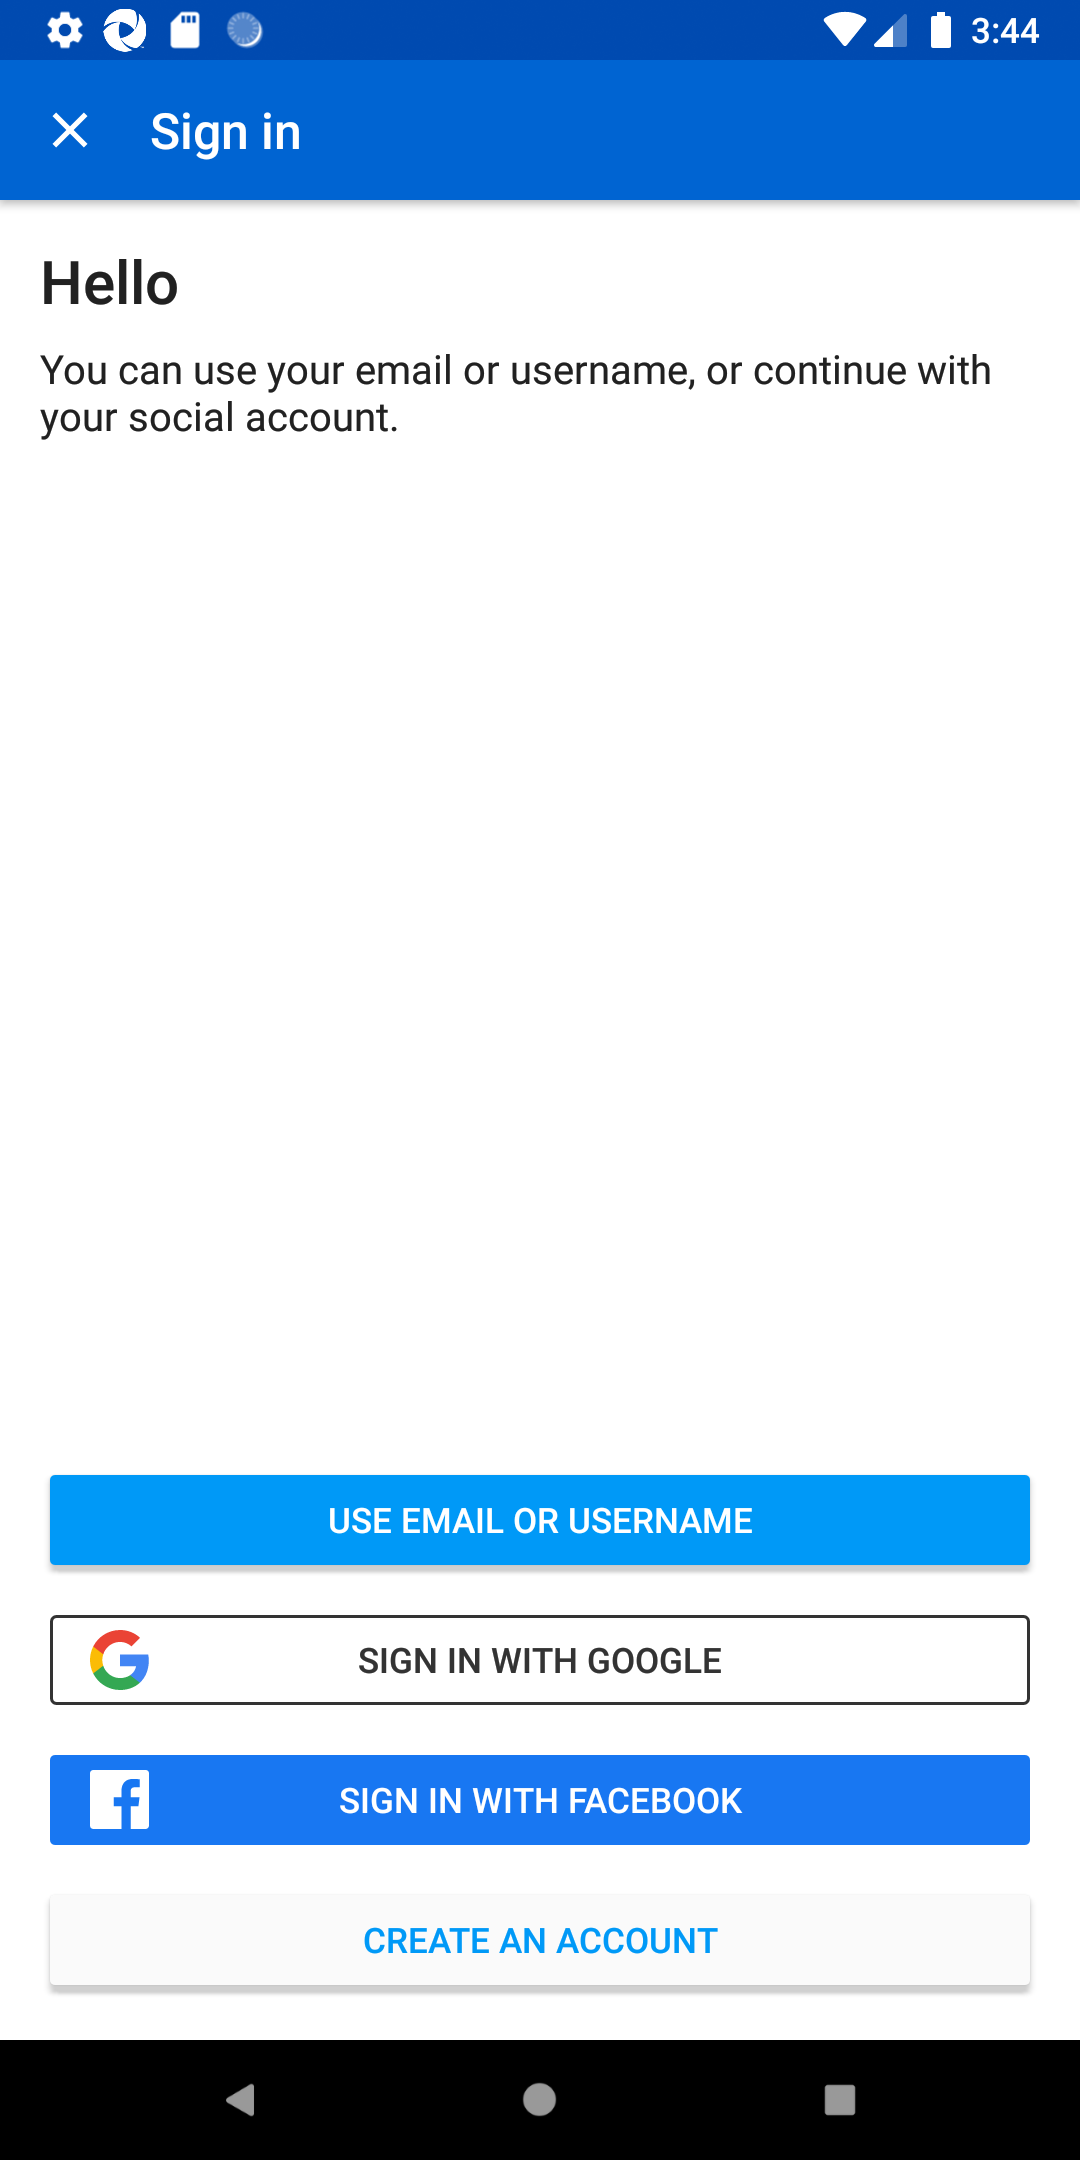 3:44
Sign in
Hello
You can use your email or username, or continue with
your social account.
USE EMAIL OR USERNAME
SIGN IN WITH GOOGLE
SIGN IN WITH FACEBOOK
CREATE AN ACCOUNT